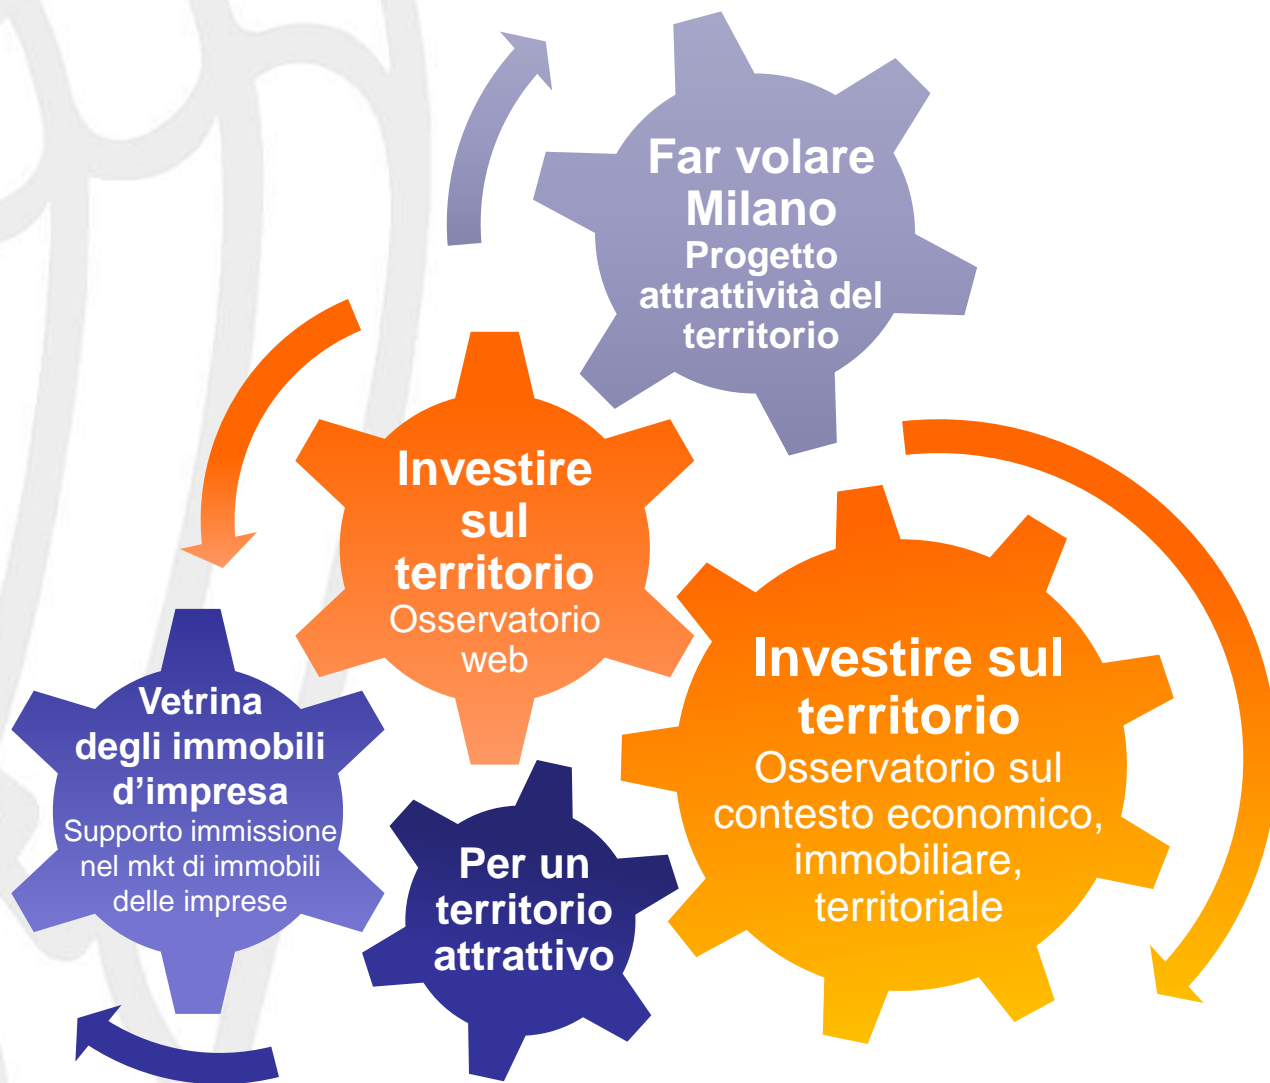 Far volare
Milano
Progetto
attrattività del
territorio
Investire
sul
territorio
Osservatorio
web
Investire sul
territorio
Osservatorio sul
contesto economico,
immobiliare,
territoriale
Vetrina
degli immobili
d’impresa
Supporto immissione
nel mkt di immobili
delle imprese
Per un
territorio
attrattivo